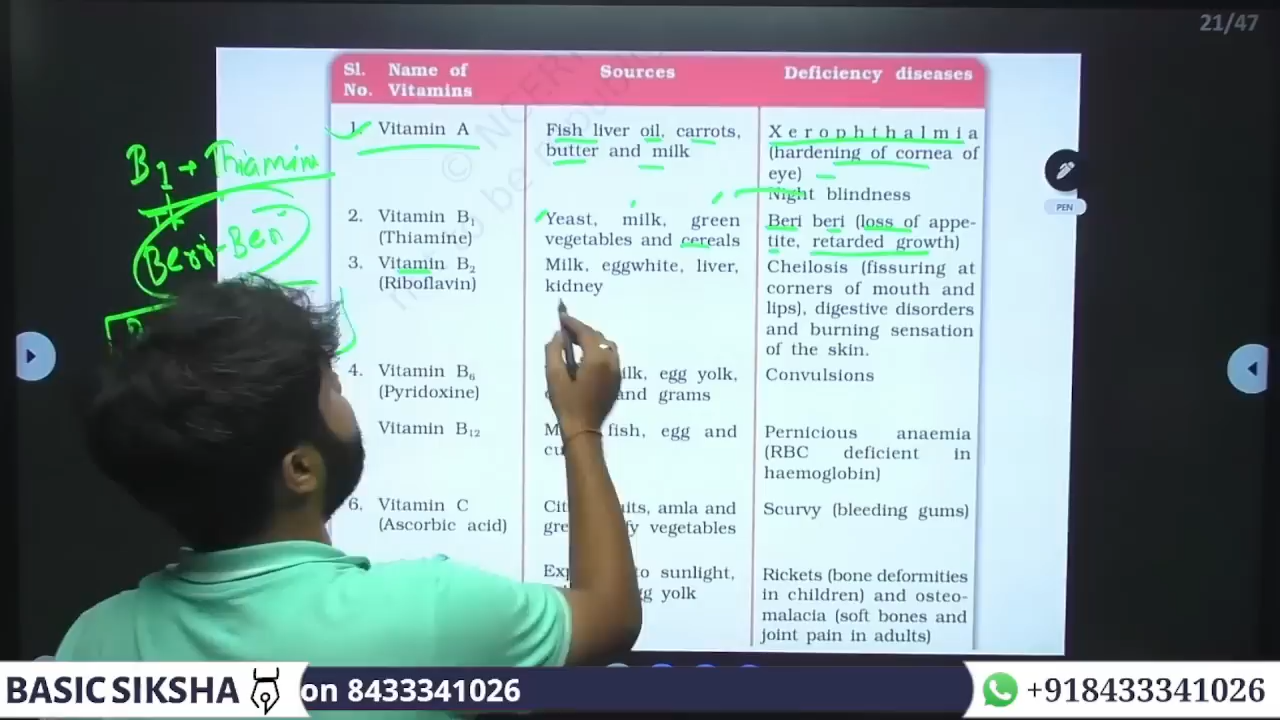 21/47
Sl. Name of Sources Deficiency diseases
No. Vitamins
1. Vitamin A Fish liver oil, carrots, Xerophthalmia
butter and milk (hardening of cornea of
eye)
Night blindness
B1 → Thiamin
Beri-Beri
2. Vitamin B₁ Yeast, milk, green Beri beri (loss of appe-
(Thiamine) vegetables and cereals tite, retarded growth)
3. Vitamin B₂ Milk, eggwhite, liver, Cheilosis (fissuring at
(Riboflavin) kidney corners of mouth and
lips), digestive disorders
and burning sensation
of the skin.
4. Vitamin B₆ egg yolk, Convulsions
(Pyridoxine) and grams
Vitamin B₁₂ fish, egg and Pernicious anaemia
(RBC deficient in
haemoglobin)
6. Vitamin C amla and Scurvy (bleeding gums)
(Ascorbic acid) vegetables
to sunlight, Rickets (bone deformities
yolk in children) and osteo-
malacia (soft bones and
joint pain in adults)
PEN
© NCERT
BASIC SIKSHA on 8433341026 +918433341026